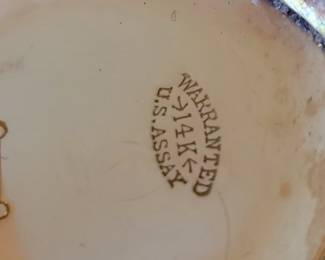 WARRANTED
>14K<
U.S. ASSAY